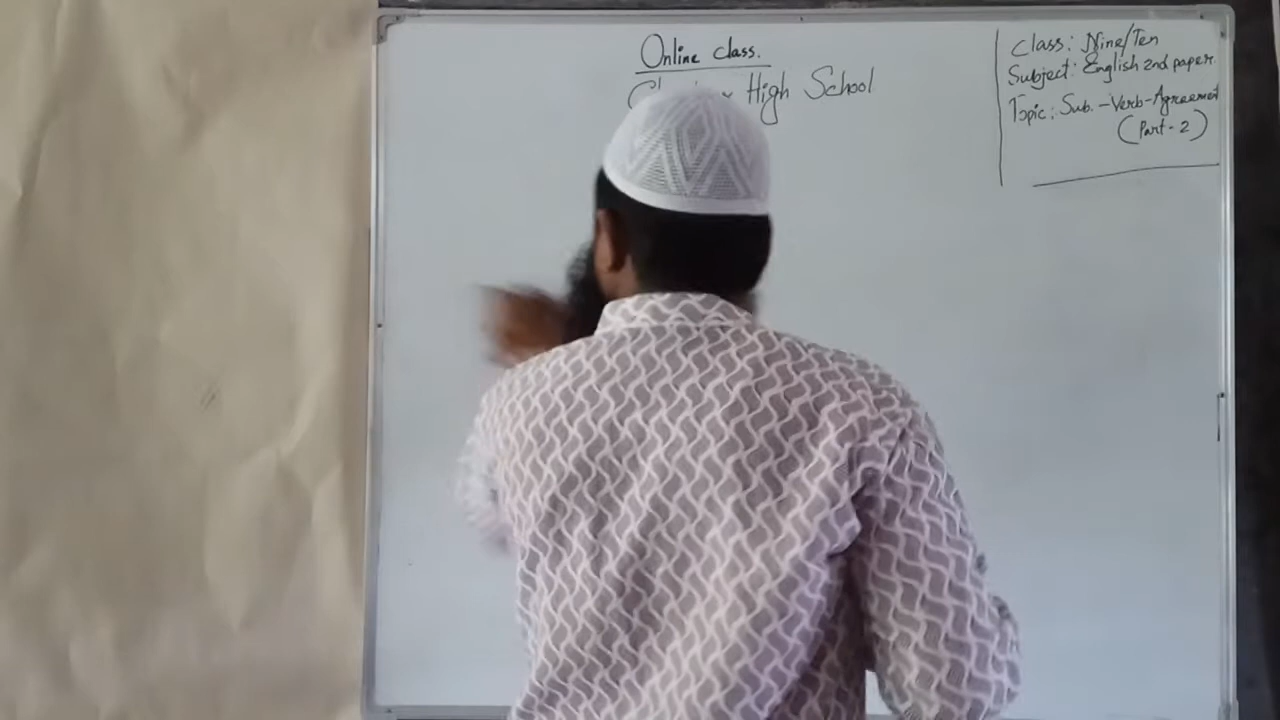 Online class.
High School
Class: Nine/Ten
Subject: English 2nd paper.
Topic: Sub.-Verb-Agreement
(Part-2)